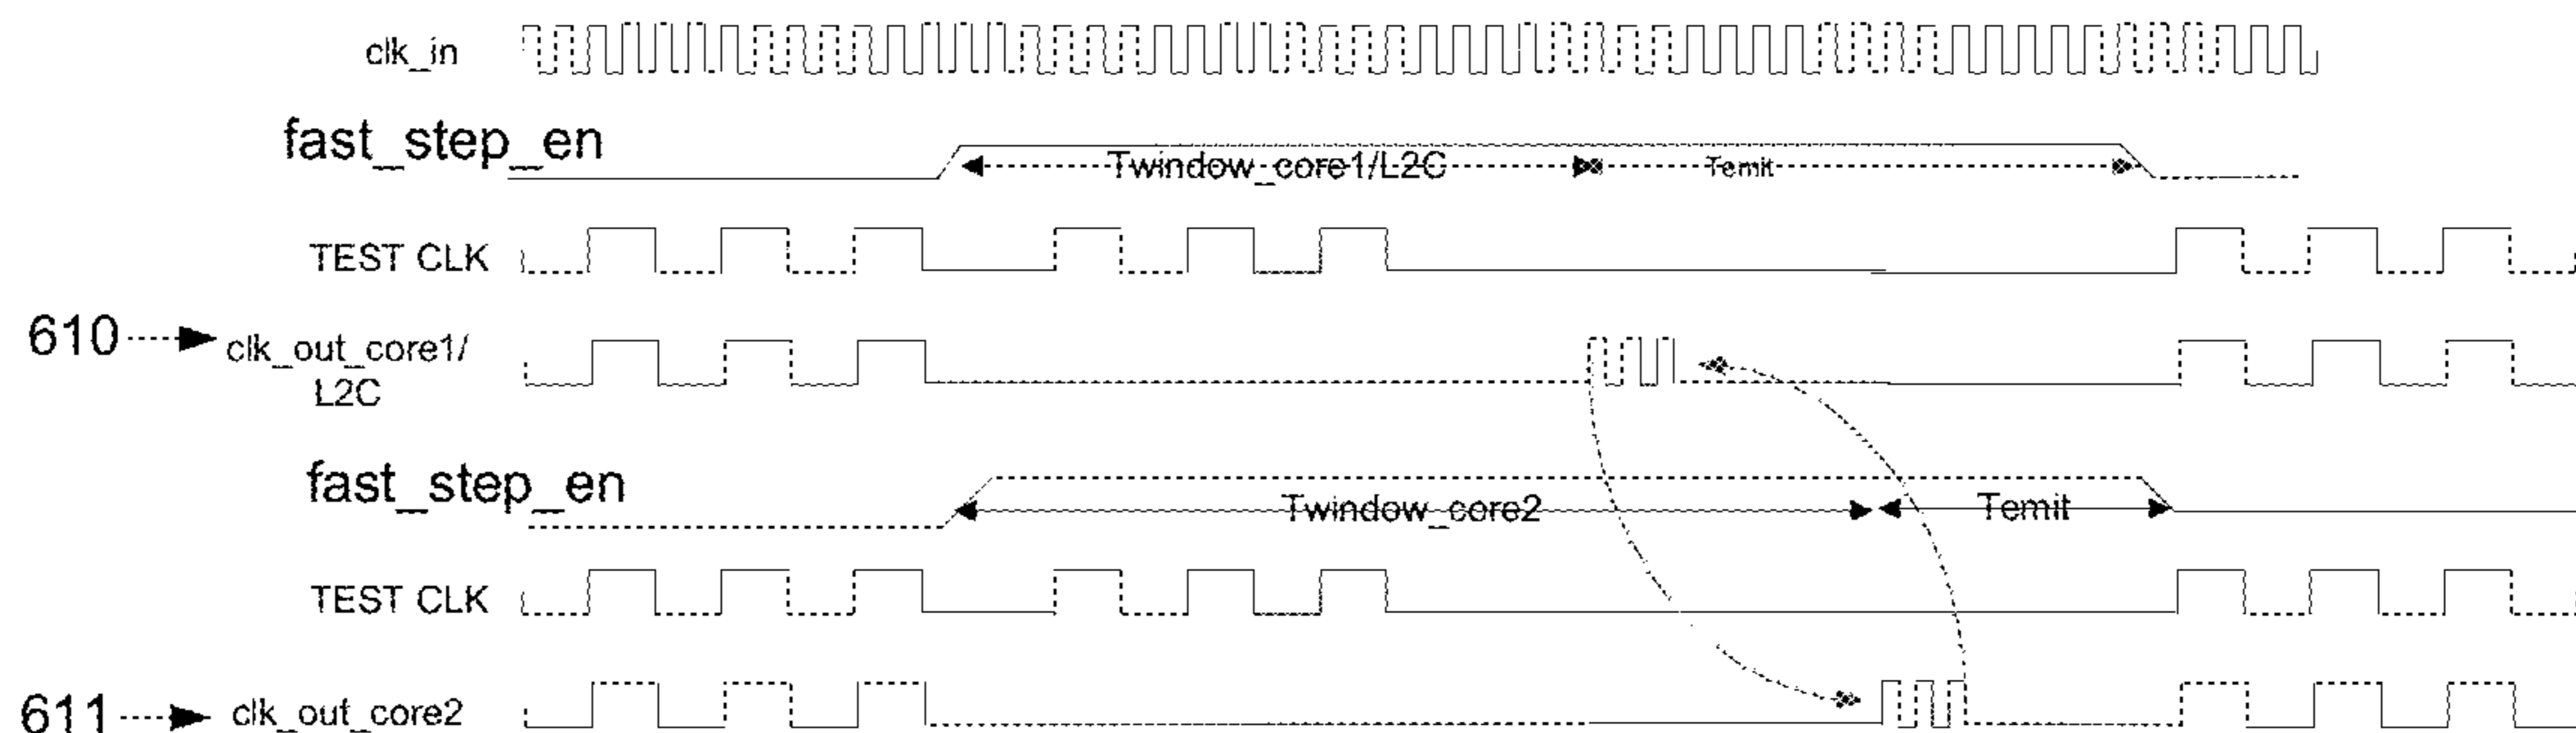 clk_in
fast_step_en
Twindow_core1/L2C
Temit
TEST CLK
610
clk_out_core1/
L2C
fast_step_en
Twindow_core2
Temit
TEST CLK
611
clk_out_core2